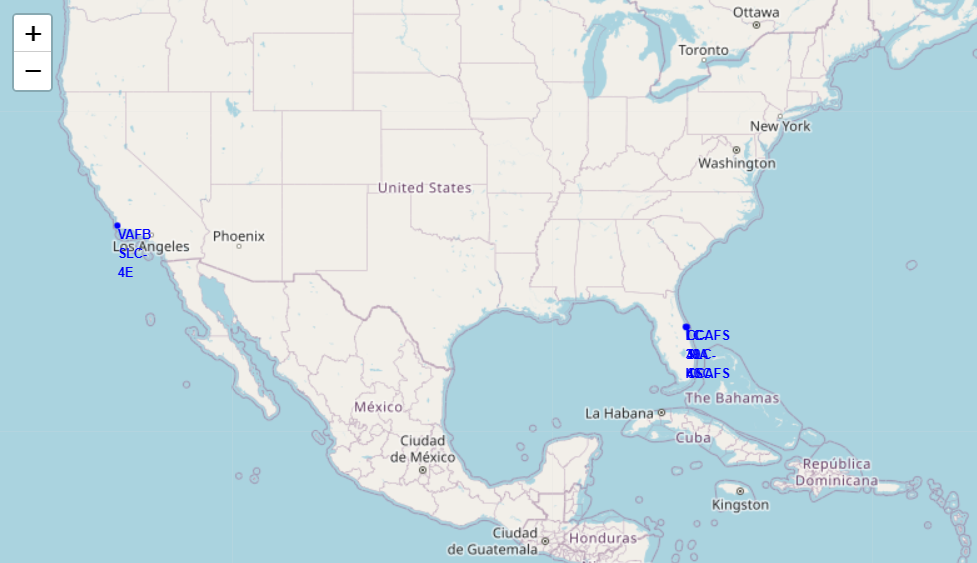 +
−
Ottawa
Toronto
New York
Washington
United States
VAFB
SLC-
4E
Los Angeles
Phoenix
CCAFS
The Bahamas
La Habana
México
Cuba
Ciudad
de México
República
Dominicana
Kingston
Ciudad
de Guatemala
Honduras